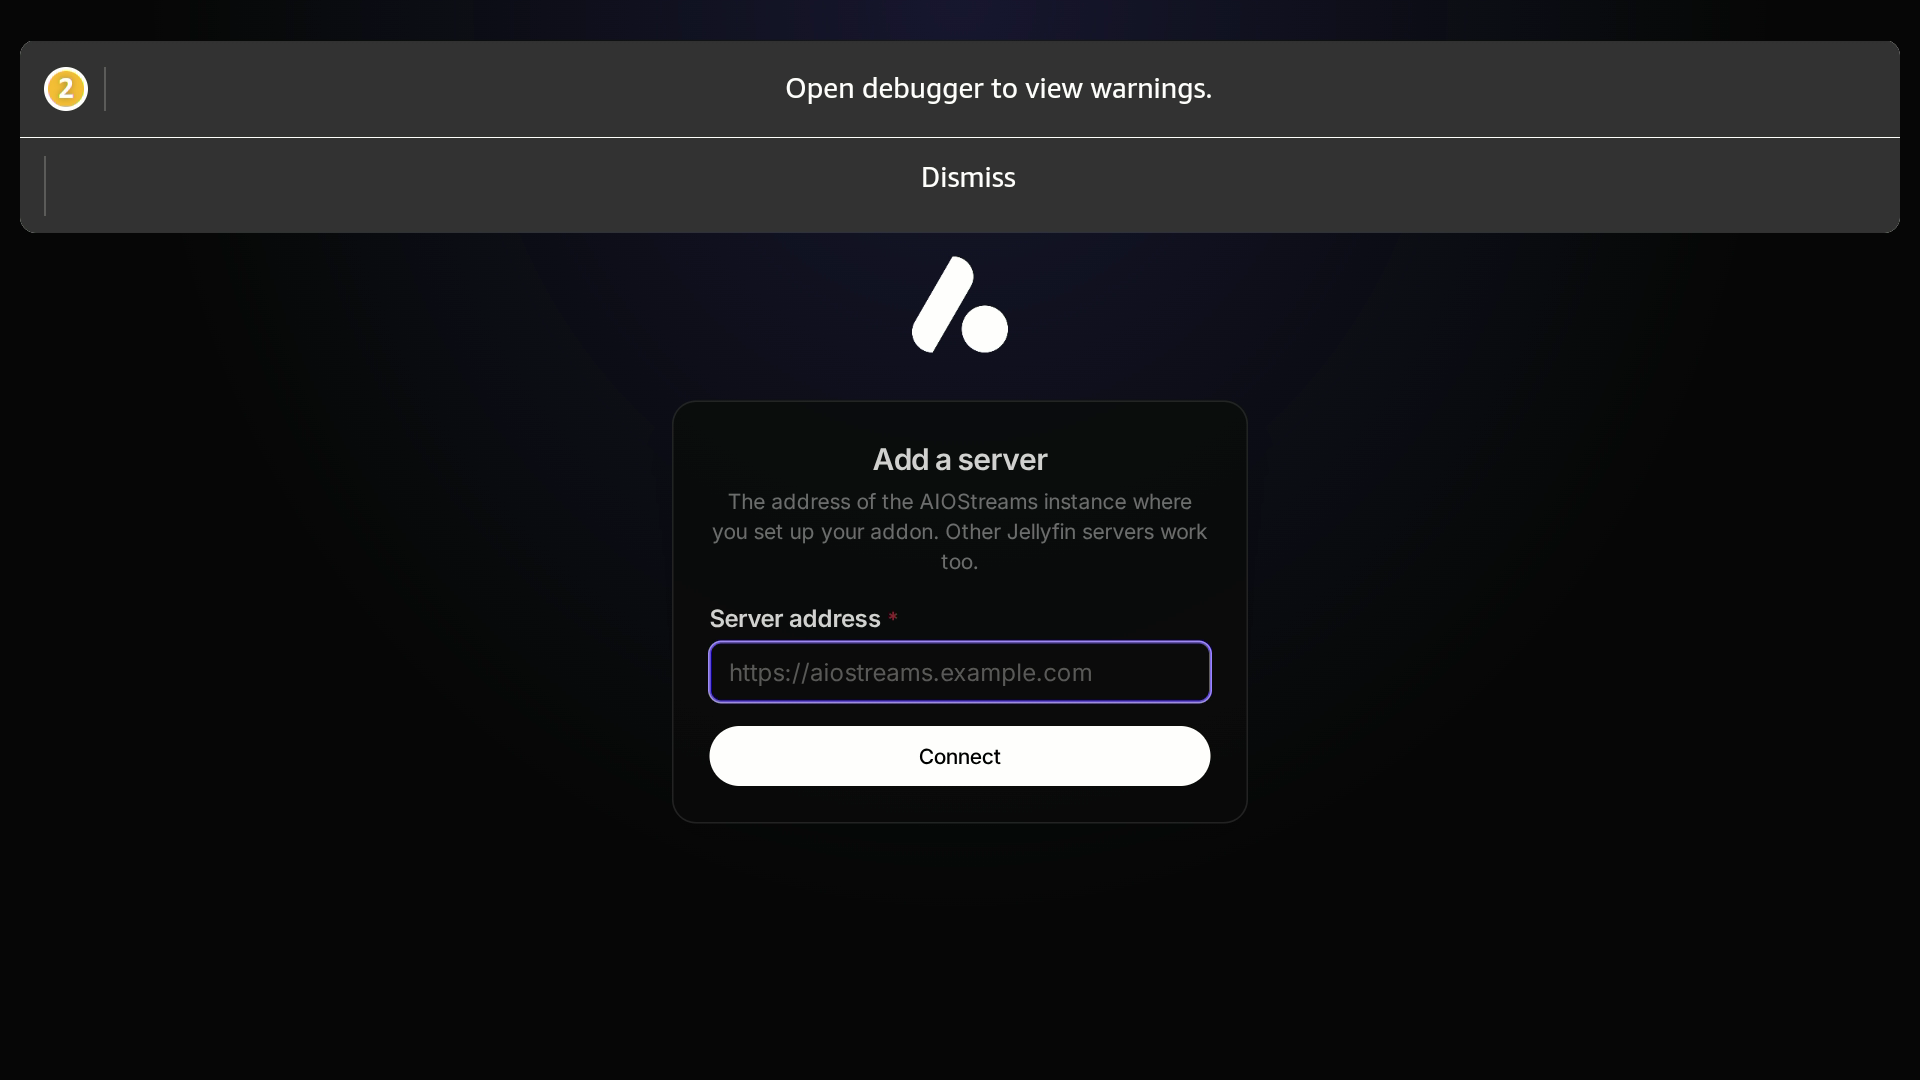 2
Open debugger to view warnings.
Dismiss
Add a server
The address of the AIOStreams instance where
you set up your addon. Other Jellyfin servers work
too.
Server address *
https://aiostreams.example.com
Connect